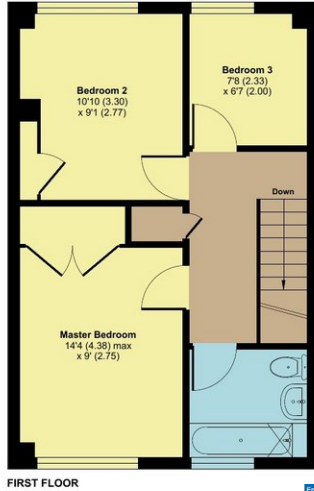 Bedroom 2
10'10 (3.30)
x 9'1 (2.77)
Bedroom 3
7'8 (2.33)
x 6'7 (2.00)
Down
Master Bedroom
14'4 (4.38) max
x 9' (2.75)
FIRST FLOOR